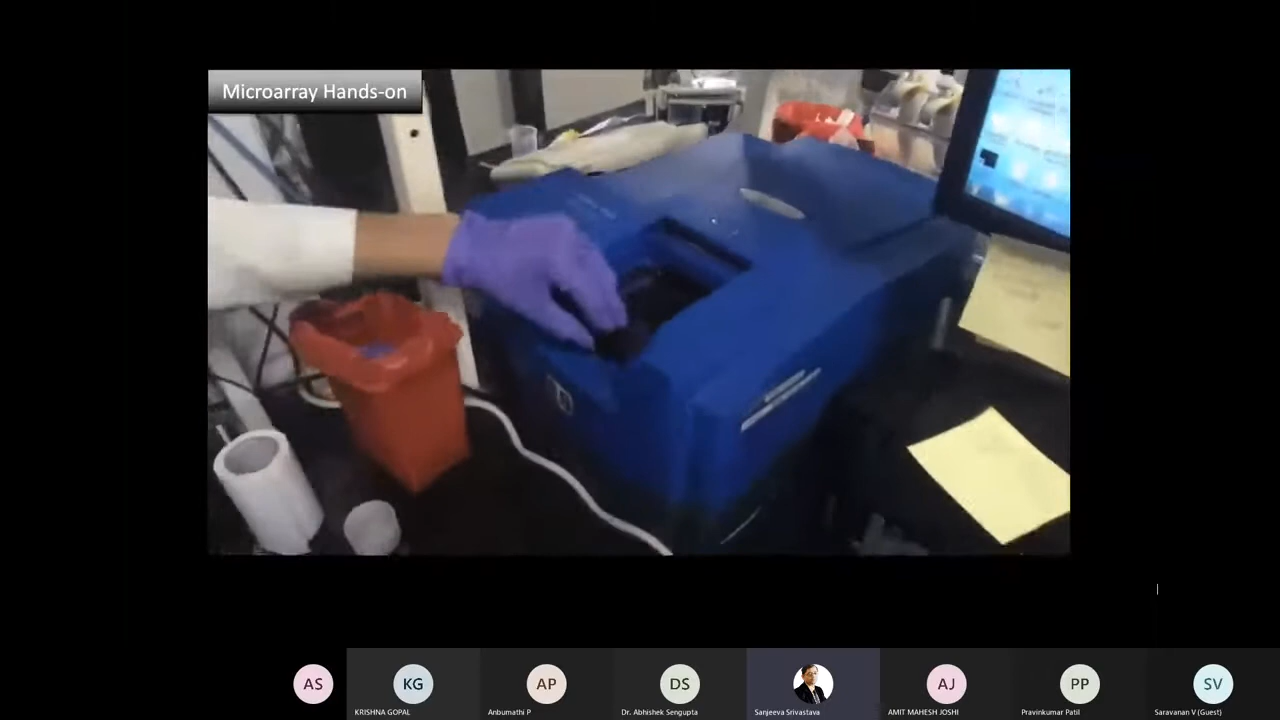 Microarray Hands-on
AS
KG
AP
DS
AJ
PP
SV
KRISHNA GOPAL
Anbumathi P
Dr. Abhishek Sengupta
Sanjeeva Srivastava
AMIT MAHESH JOSHI
Pravinkumar Patil
Saravanan V (Guest)